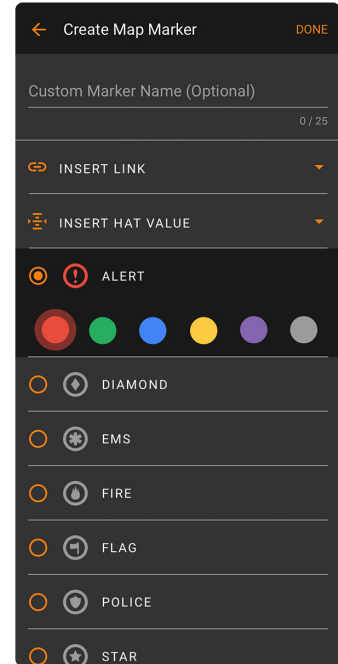 Create Map Marker DONE
Custom Marker Name (Optional)
0 / 25
INSERT LINK
INSERT HAT VALUE
ALERT
DIAMOND
EMS
FIRE
FLAG
POLICE
STAR